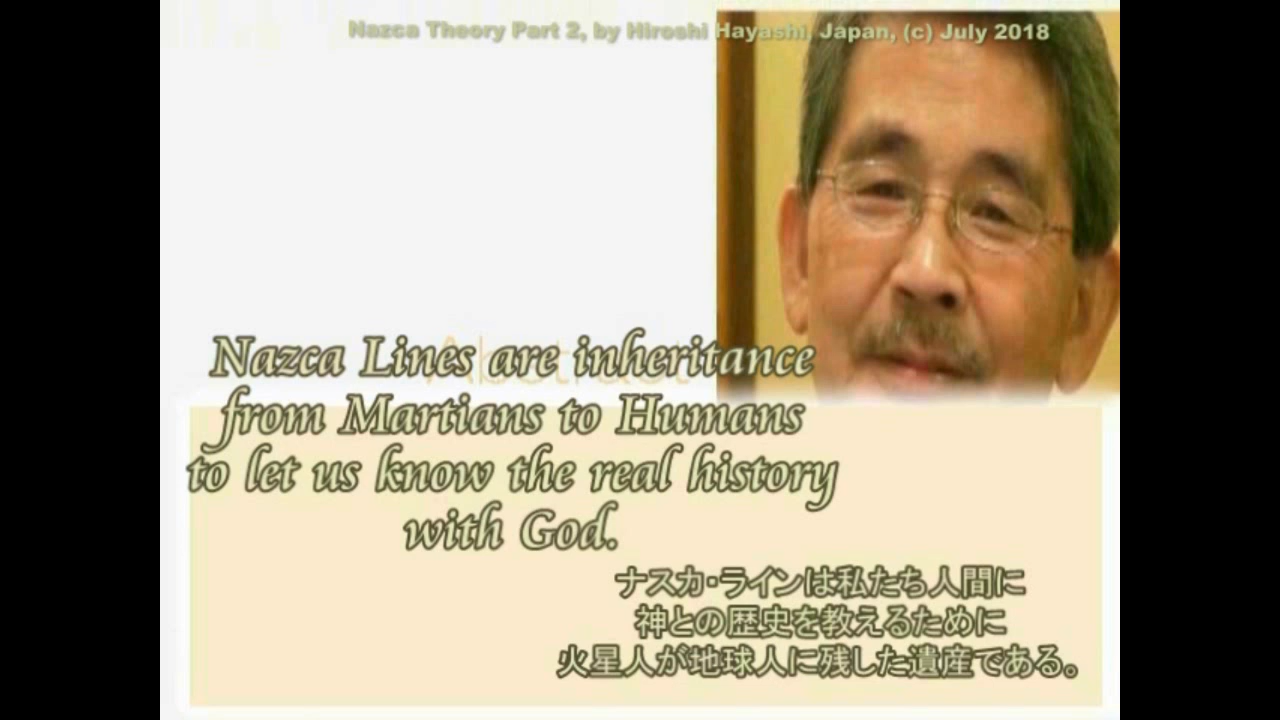 Nazca Theory Part 2, by Hiroshi Hayashi, Japan, (c) July 2018
Abstract
Nazca Lines are inheritance
from Martians to Humans
to let us know the real history
with God.
ナスカ・ラインは私たち人間に
神との歴史を教えるために
火星人が地球人に残した遺産である。